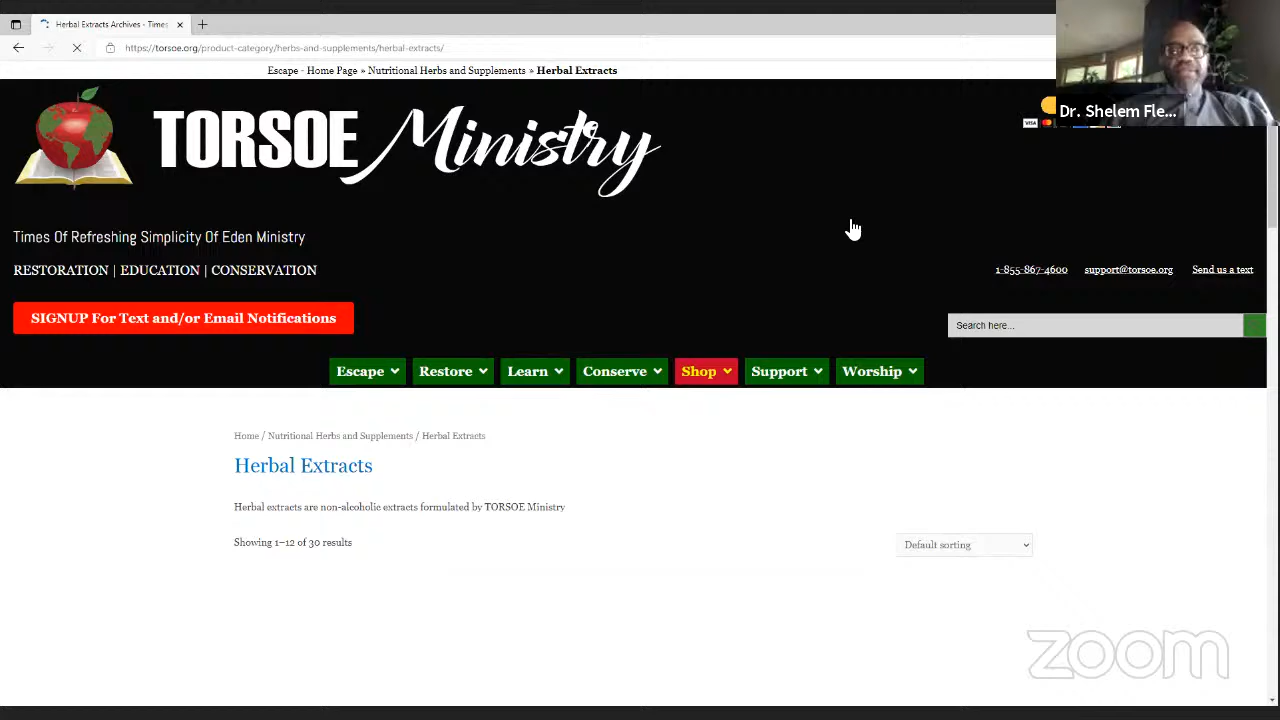 Herbal Extracts Archives - Times
https://torsoe.org/product-category/herbs-and-supplements/herbal-extracts/
Escape - Home Page » Nutritional Herbs and Supplements » Herbal Extracts
Dr. Shelem Fle...
VISA
TORSOE Ministry
Times Of Refreshing Simplicity Of Eden Ministry
RESTORATION | EDUCATION | CONSERVATION
1-855-867-4600 support@torsoe.org Send us a text
SIGNUP For Text and/or Email Notifications
Search here...
Escape Restore Learn Conserve Shop Support Worship
Home / Nutritional Herbs and Supplements / Herbal Extracts
Herbal Extracts
Herbal extracts are non-alcoholic extracts formulated by TORSOE Ministry
Showing 1–12 of 30 results
Default sorting
zoom